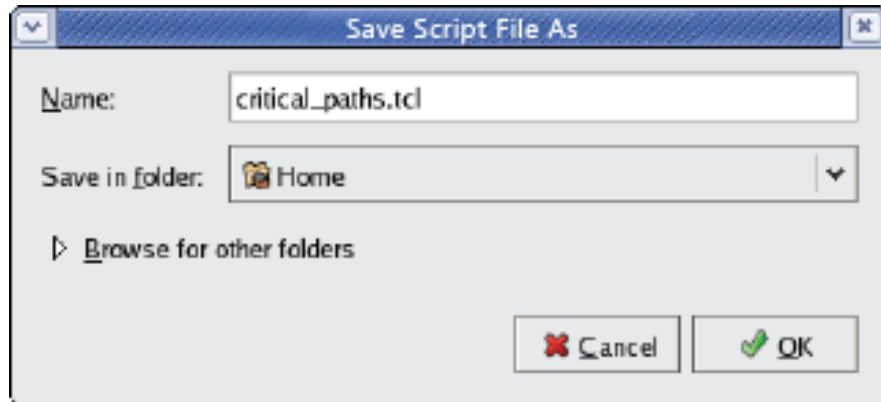 Save Script File As
Name: critical_paths.tcl
Save in folder: Home
Browse for other folders
Cancel OK